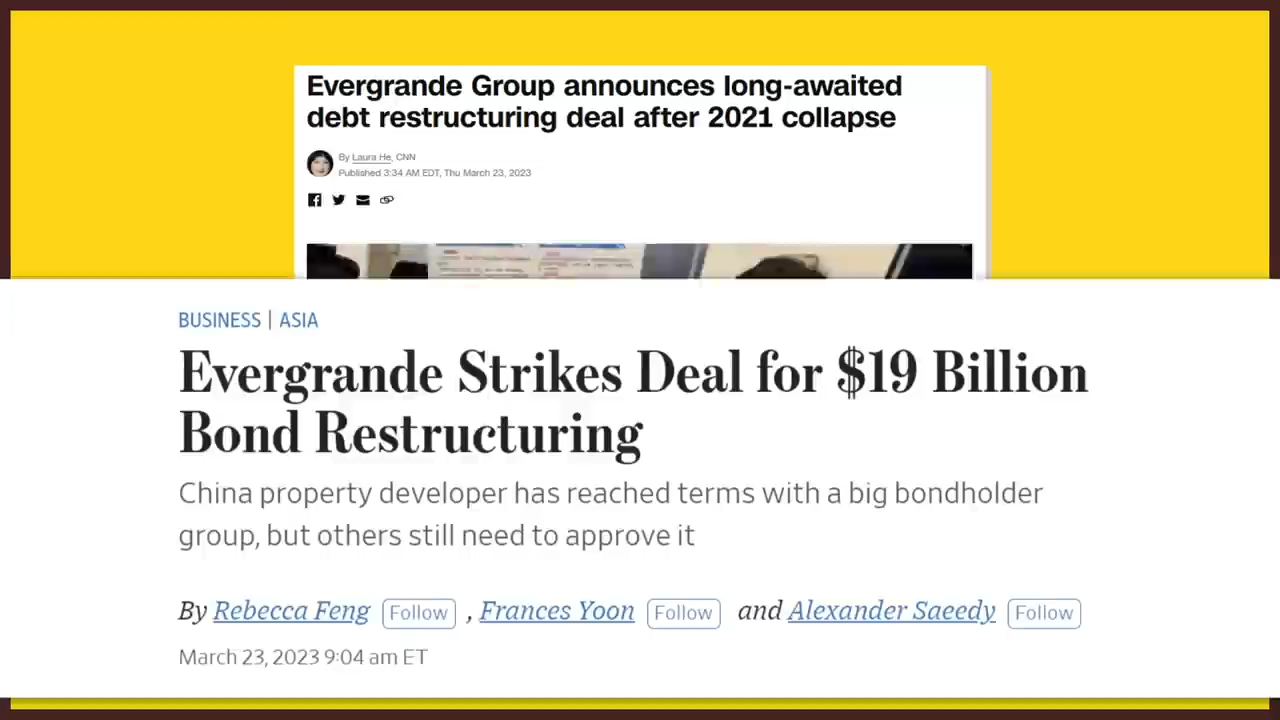 Evergrande Group announces long-awaited
debt restructuring deal after 2021 collapse
By Laura He, CNN
Published 3:34 AM EDT, Thu March 23, 2023
BUSINESS | ASIA
Evergrande Strikes Deal for $19 Billion
Bond Restructuring
China property developer has reached terms with a big bondholder
group, but others still need to approve it
By Rebecca Feng Follow , Frances Yoon Follow and Alexander Saeedy Follow
March 23, 2023 9:04 am ET